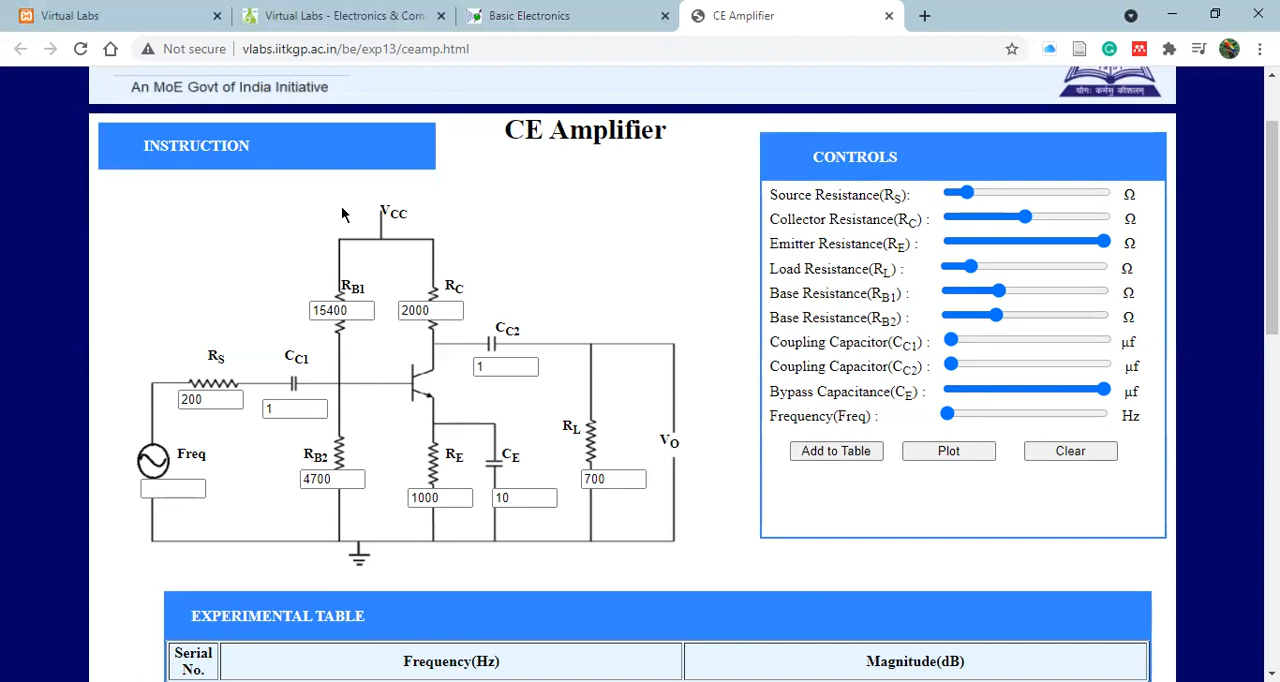 Virtual Labs
Virtual Labs - Electronics & Com
Basic Electronics
CE Amplifier
Not secure | vlabs.iitkgp.ac.in/be/exp13/ceamp.html
An MoE Govt of India Initiative
योगः कर्मसु कौशलम्
CE Amplifier
INSTRUCTION
VCC
RB1
15400
RC
2000
CC2
1
RS
200
CC1
1
Freq
RB2
4700
RE
1000
CE
10
RL
700
VO
CONTROLS
Source Resistance(RS): Ω
Collector Resistance(RC) : Ω
Emitter Resistance(RE) : Ω
Load Resistance(RL) : Ω
Base Resistance(RB1) : Ω
Base Resistance(RB2) : Ω
Coupling Capacitor(CC1) : μf
Coupling Capacitor(CC2) : μf
Bypass Capacitance(CE) : μf
Frequency(Freq) : Hz
Add to Table Plot Clear
EXPERIMENTAL TABLE
Serial No. Frequency(Hz) Magnitude(dB)